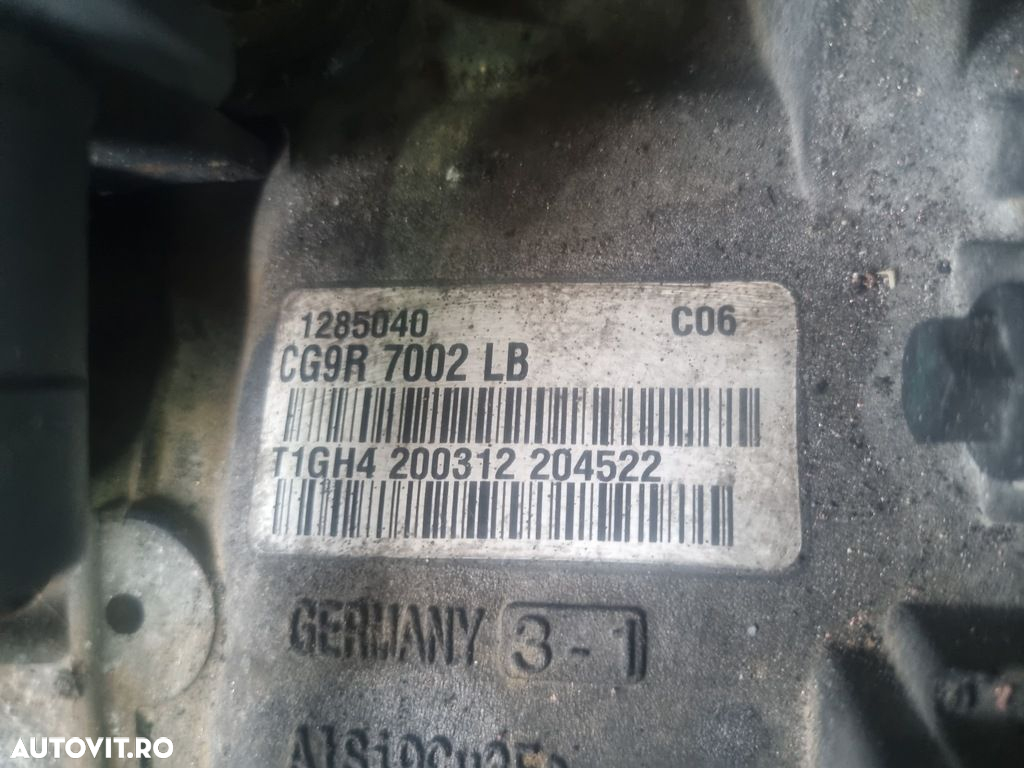 1285040 C06
CG9R 7002 LB
T1GH4 200312 204522
GERMANY 3-1
AUTOVIT.RO